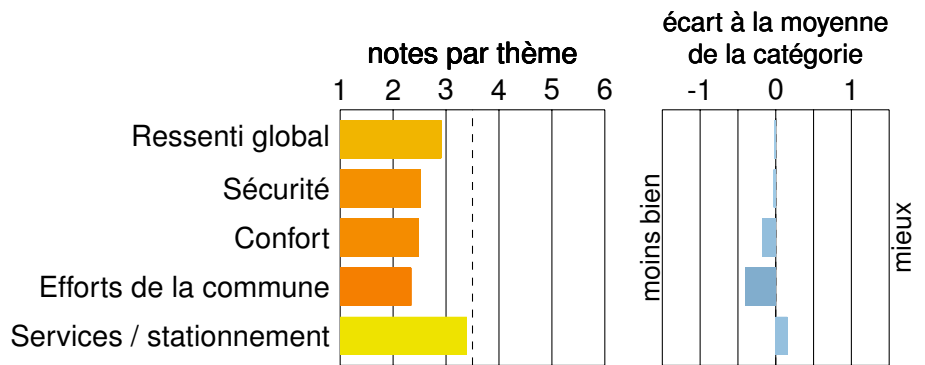 écart à la moyenne
de la catégorie
notes par thème
1 2 3 4 5 6
-1 0 1
Ressenti global
Sécurité
Confort
Efforts de la commune
Services / stationnement
moins bien
mieux